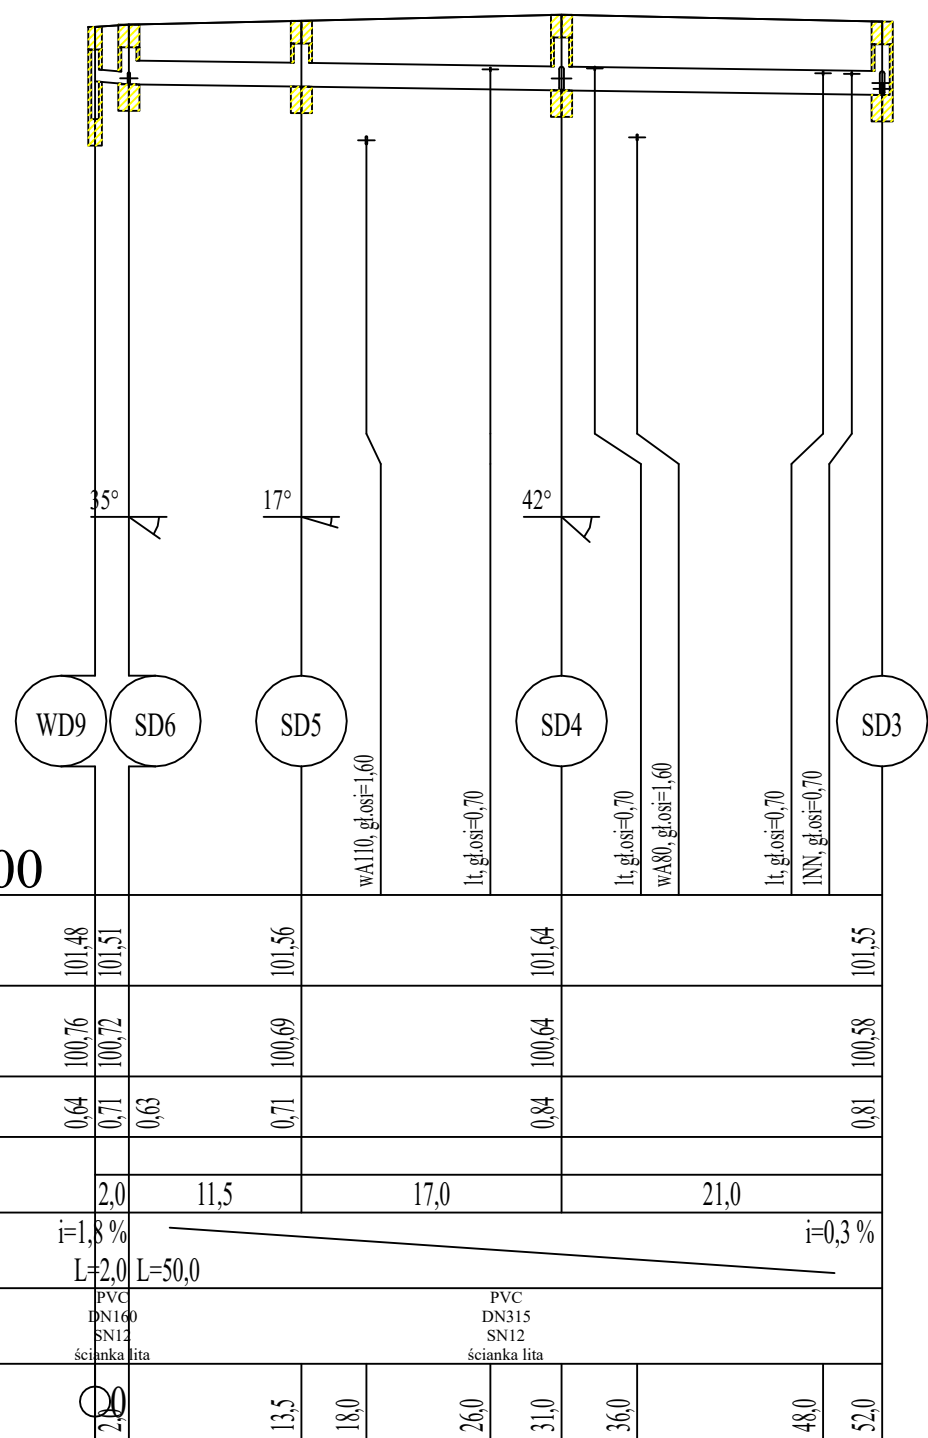 35°
17°
42°
WD9
SD6
SD5
SD4
SD3
wA110, gł.osi=1,60
1t, gł.osi=0,70
1t, gł.osi=0,70
wA80, gł.osi=1,60
1t, gł.osi=0,70
1NN, gł.osi=0,70
00
101,48 101,51 101,56 101,64 101,55
100,76 100,72 100,69 100,64 100,58
0,64 0,71 0,63 0,71 0,84 0,81
2,0 11,5 17,0 21,0
i=1,8 % i=0,3 %
L=2,0 L=50,0
PVC
DN160
SN12
ścianka lita
PVC
DN315
SN12
ścianka lita
13,5 18,0 26,0 31,0 36,0 48,0 52,0